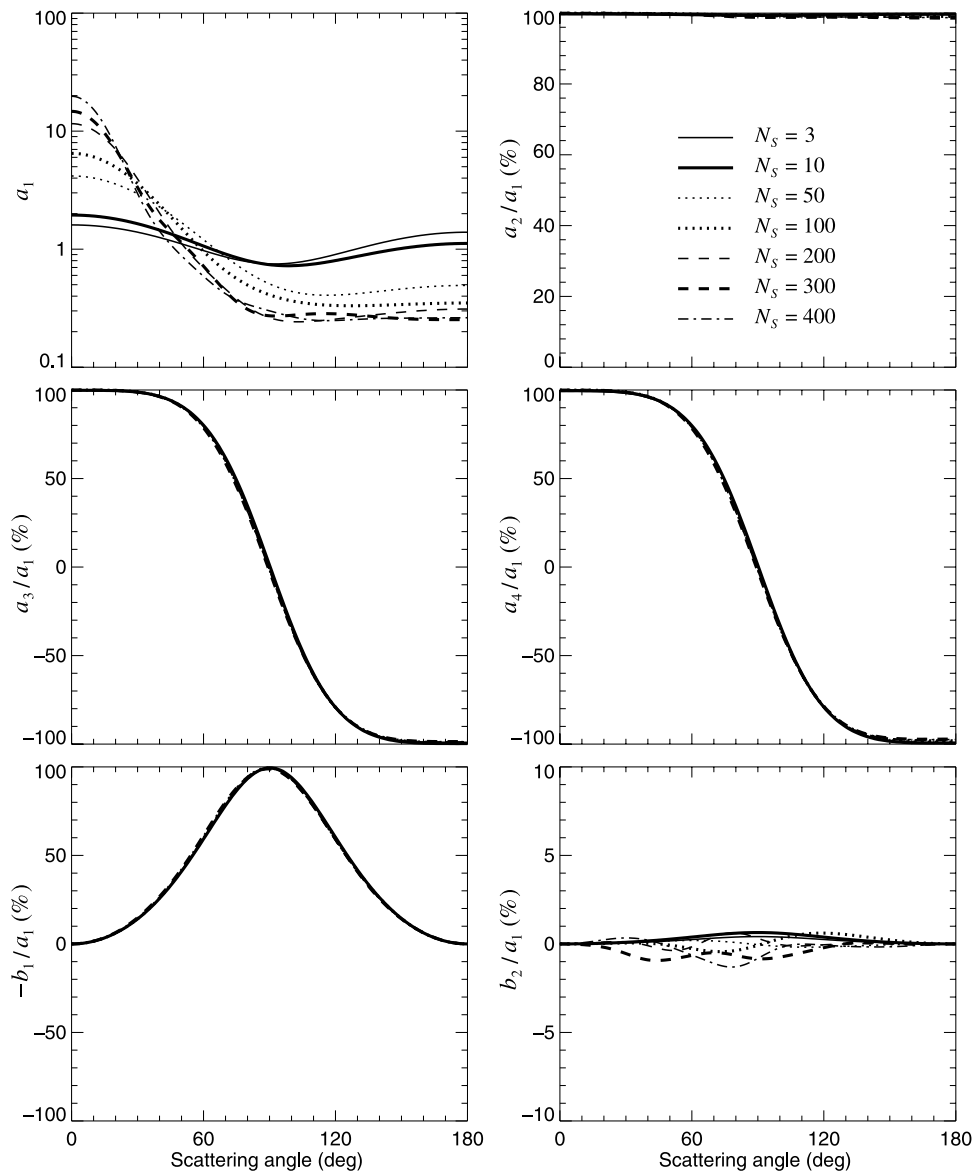 100
10
1
0.1
a₁
100
80
60
40
20
0
a₂/a₁ (%)
Nₛ = 3
Nₛ = 10
Nₛ = 50
Nₛ = 100
Nₛ = 200
Nₛ = 300
Nₛ = 400
100
50
0
−50
−100
a₃/a₁ (%)
100
50
0
−50
−100
a₄/a₁ (%)
100
50
0
−50
−100
−b₁/a₁ (%)
0 60 120 180
Scattering angle (deg)
10
5
0
−5
−10
b₂/a₁ (%)
0 60 120 180
Scattering angle (deg)